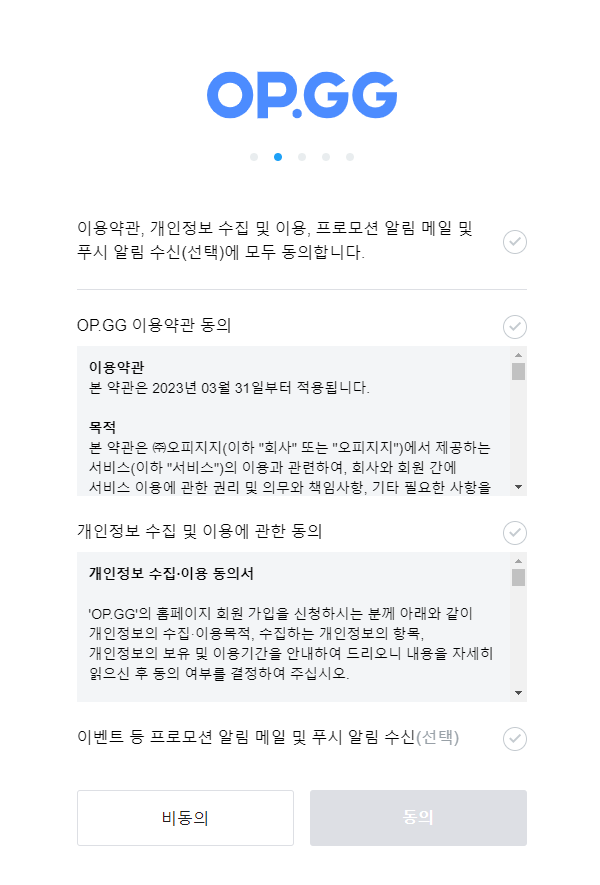 OP.GG
이용약관, 개인정보 수집 및 이용, 프로모션 알림 메일 및
푸시 알림 수신(선택)에 모두 동의합니다.
OP.GG 이용약관 동의
이용약관
본 약관은 2023년 03월 31일부터 적용됩니다.
목적
본 약관은 ㈜오피지지(이하 "회사" 또는 "오피지지")에서 제공하는
서비스(이하 "서비스")의 이용과 관련하여, 회사와 회원 간에
서비스 이용에 관한 권리 및 의무와 책임사항, 기타 필요한 사항을
개인정보 수집 및 이용에 관한 동의
개인정보 수집·이용 동의서
'OP.GG'의 홈페이지 회원 가입을 신청하시는 분께 아래와 같이
개인정보의 수집·이용목적, 수집하는 개인정보의 항목,
개인정보의 보유 및 이용기간을 안내하여 드리오니 내용을 자세히
읽으신 후 동의 여부를 결정하여 주십시오.
이벤트 등 프로모션 알림 메일 및 푸시 알림 수신(선택)
비동의
동의